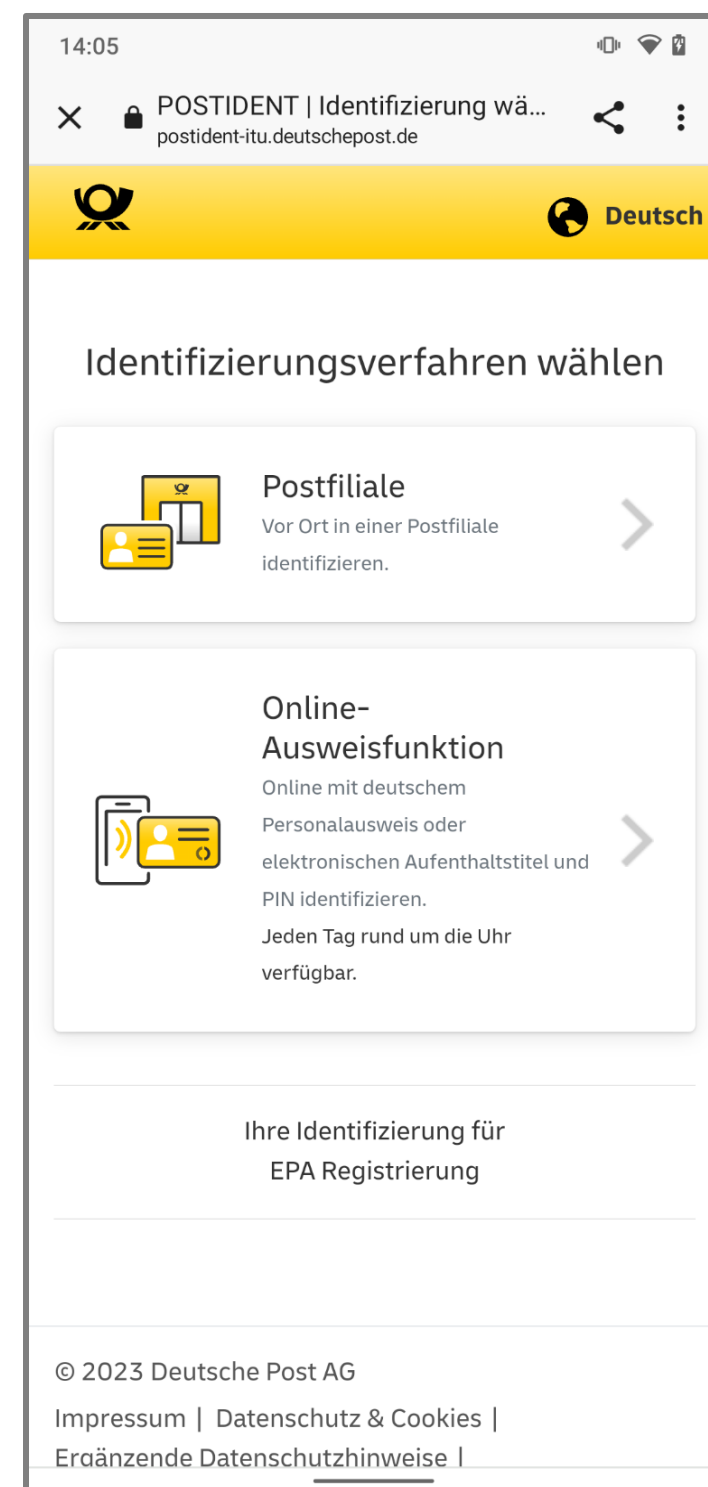 14:05
POSTIDENT | Identifizierung wä...
postident-itu.deutschepost.de
Deutsch
Identifizierungsverfahren wählen
Postfiliale
Vor Ort in einer Postfiliale
identifizieren.
Online-
Ausweisfunktion
Online mit deutschem
Personalausweis oder
elektronischen Aufenthaltstitel und
PIN identifizieren.
Jeden Tag rund um die Uhr
verfügbar.
Ihre Identifizierung für
EPA Registrierung
© 2023 Deutsche Post AG
Impressum | Datenschutz & Cookies |
Ergänzende Datenschutzhinweise |